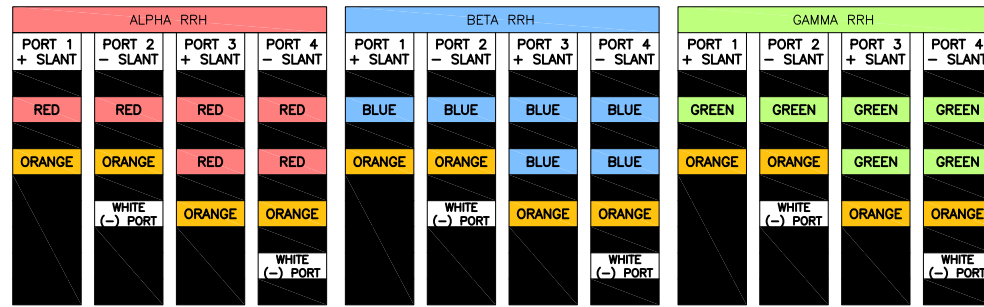 ALPHA RRH
BETA RRH
GAMMA RRH
PORT 1 PORT 2 PORT 3 PORT 4
+ SLANT - SLANT + SLANT - SLANT
PORT 1 PORT 2 PORT 3 PORT 4
+ SLANT - SLANT + SLANT - SLANT
PORT 1 PORT 2 PORT 3 PORT 4
+ SLANT - SLANT + SLANT - SLANT
RED RED RED RED
BLUE BLUE BLUE BLUE
GREEN GREEN GREEN GREEN
ORANGE ORANGE RED RED
ORANGE ORANGE BLUE BLUE
ORANGE ORANGE GREEN GREEN
WHITE
(-) PORT
ORANGE ORANGE
WHITE
(-) PORT
ORANGE ORANGE
WHITE
(-) PORT
ORANGE ORANGE
WHITE
(-) PORT
WHITE
(-) PORT
WHITE
(-) PORT